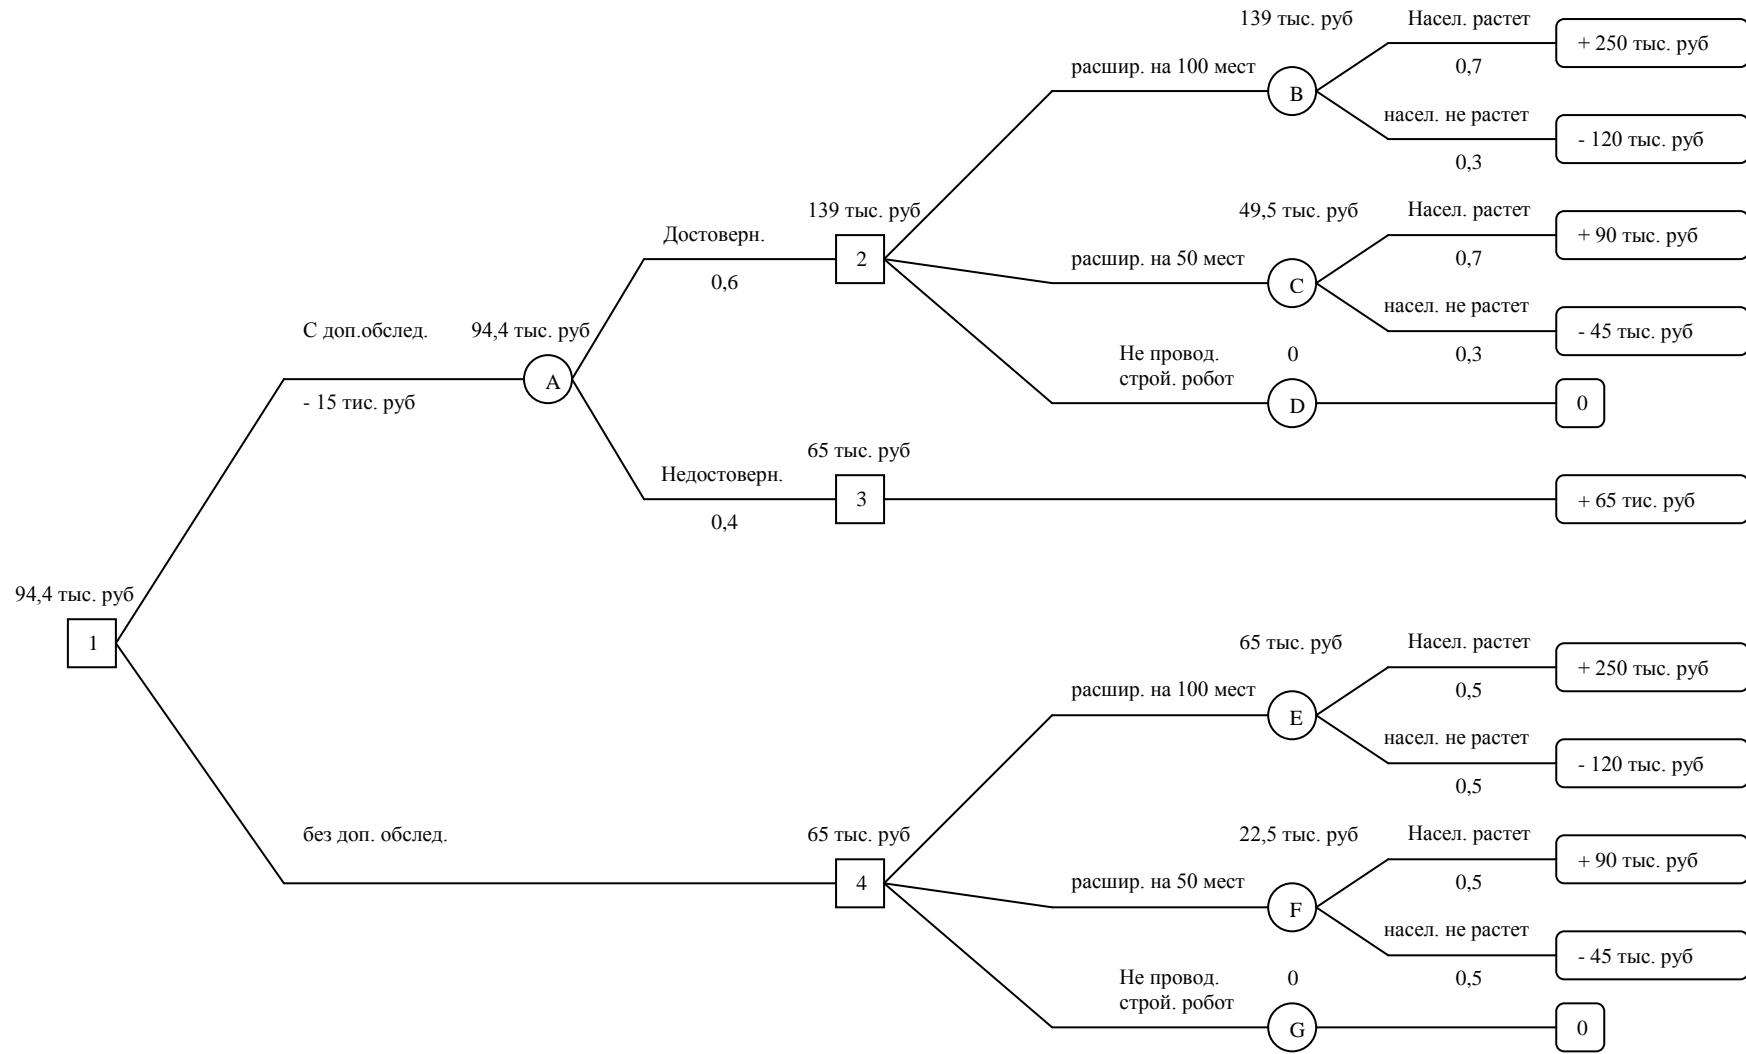 139 тыс. руб
Насел. растет
+ 250 тыс. руб
расшир. на 100 мест
0,7
B
насел. не растет
- 120 тыс. руб
0,3
139 тыс. руб
49,5 тыс. руб
Насел. растет
+ 90 тыс. руб
Достоверн.
2
расшир. на 50 мест
0,7
0,6
C
насел. не растет
- 45 тыс. руб
С доп.обслед.
94,4 тыс. руб
Не провод.
строй. робот
0
0,3
A
- 15 тис. руб
D
0
65 тыс. руб
Недостоверн.
3
+ 65 тис. руб
0,4
94,4 тыс. руб
1
65 тыс. руб
Насел. растет
+ 250 тыс. руб
расшир. на 100 мест
0,5
E
насел. не растет
- 120 тыс. руб
0,5
без доп. обслед.
65 тыс. руб
22,5 тыс. руб
Насел. растет
+ 90 тыс. руб
4
расшир. на 50 мест
0,5
F
насел. не растет
- 45 тыс. руб
Не провод.
строй. робот
0
0,5
G
0